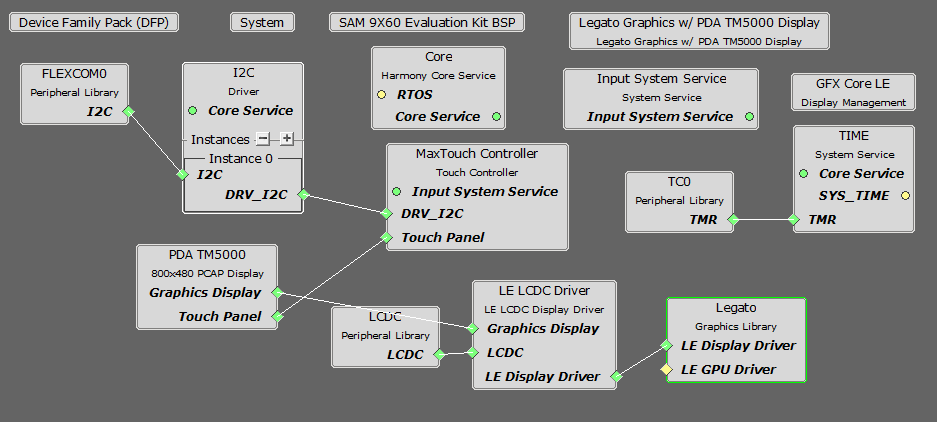 Device Family Pack (DFP)
System
SAM 9X60 Evaluation Kit BSP
Legato Graphics w/ PDA TM5000 Display
Legato Graphics w/ PDA TM5000 Display
FLEXCOM0
Peripheral Library
I2C
I2C
Driver
Core Service
Instances
Instance 0
I2C
DRV_I2C
Core
Harmony Core Service
RTOS
Core Service
Input System Service
System Service
Input System Service
GFX Core LE
Display Management
MaxTouch Controller
Touch Controller
Input System Service
DRV_I2C
Touch Panel
TC0
Peripheral Library
TMR
TIME
System Service
Core Service
SYS_TIME
TMR
PDA TM5000
800x480 PCAP Display
Graphics Display
Touch Panel
LCDC
Peripheral Library
LCDC
LE LCDC Driver
LE LCDC Display Driver
Graphics Display
LCDC
LE Display Driver
Legato
Graphics Library
LE Display Driver
LE GPU Driver